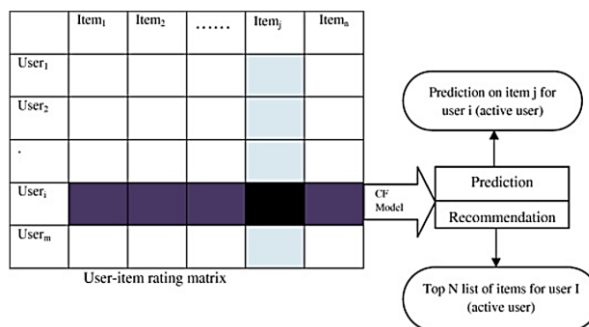 Item₁ Item₂ ...... Itemⱼ Itemₙ
User₁
User₂
.
Userᵢ
Userₘ
User-item rating matrix
CF
Model
Prediction on item j for
user i (active user)
Prediction
Recommendation
Top N list of items for user I
(active user)